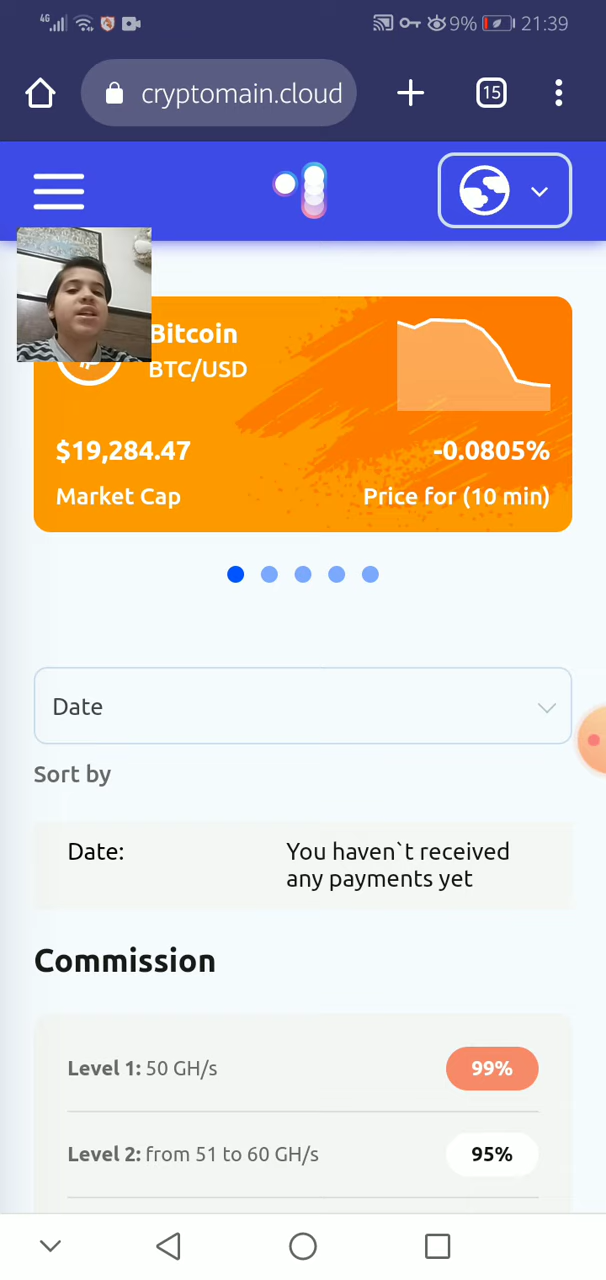 4G 9% 21:39
cryptomain.cloud 15
Bitcoin
BTC/USD
$19,284.47 -0.0805%
Market Cap Price for (10 min)
Date
Sort by
Date: You haven`t received
any payments yet
Commission
Level 1: 50 GH/s 99%
Level 2: from 51 to 60 GH/s 95%